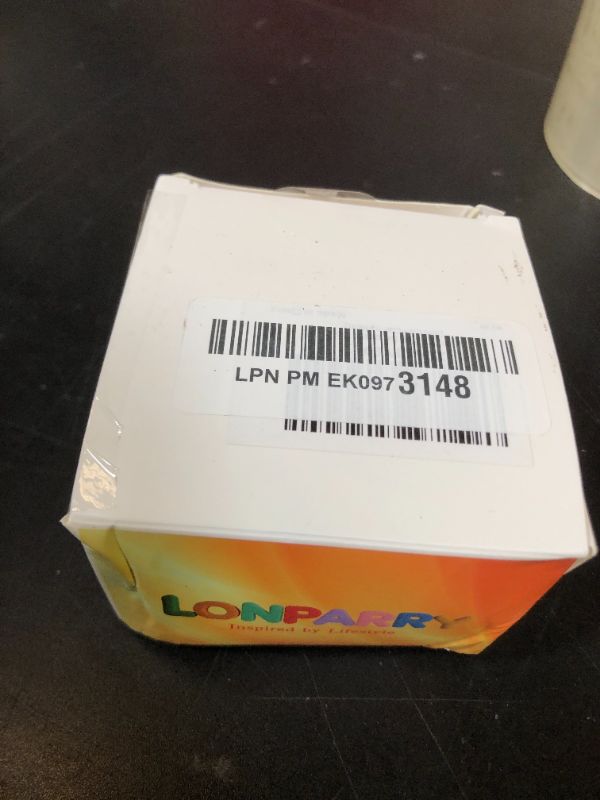 LPN PM EK0973148
LONPARRY
Inspired by Lifestyle